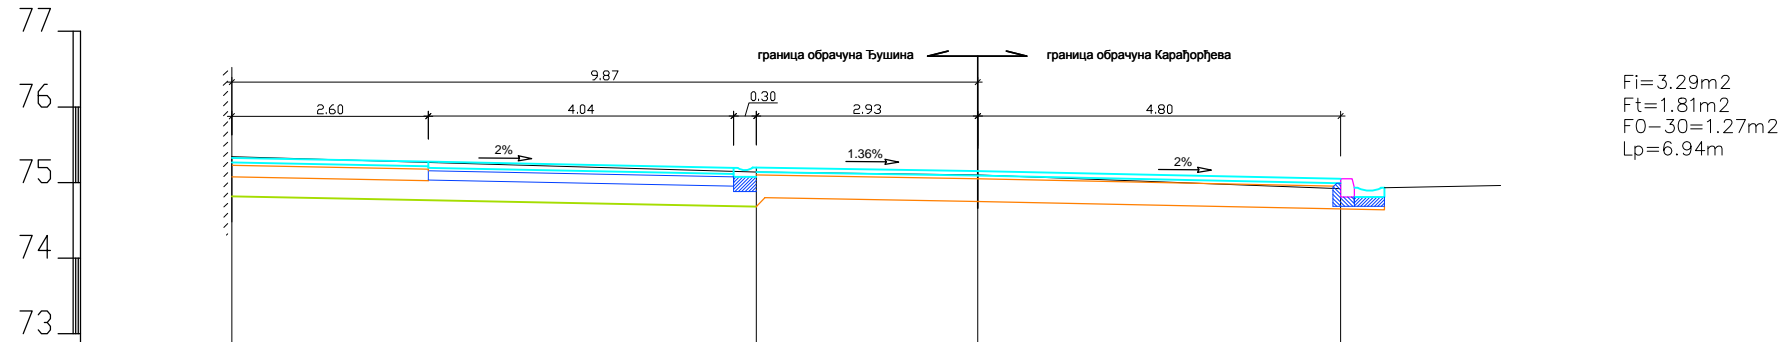 77
76
75
74
73
граница обрачуна Ђушина
граница обрачуна Карађорђева
9.87
2.60
4.04
0.30
2.93
4.80
2%
1.36%
2%
Fi=3.29m2
Ft=1.81m2
F0-30=1.27m2
Lp=6.94m